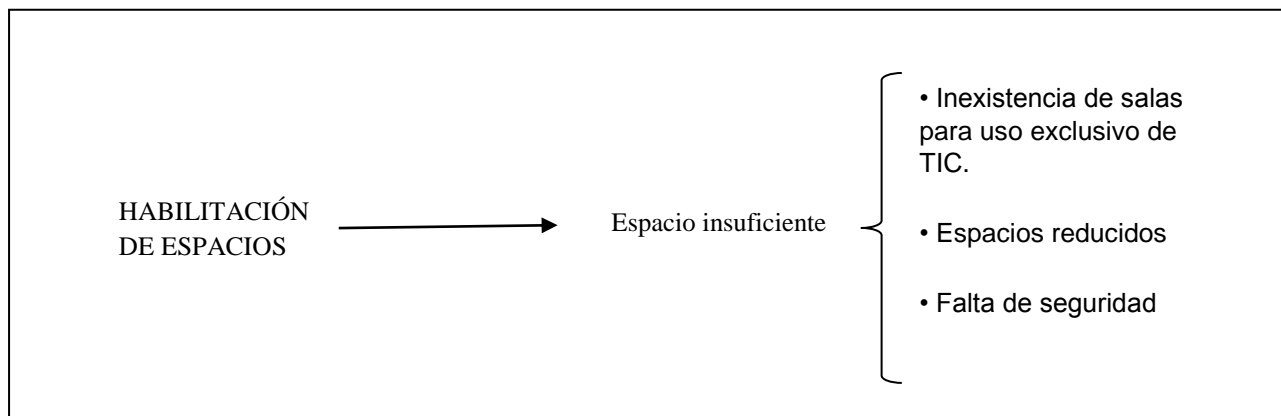 HABILITACIÓN
DE ESPACIOS
Espacio insuficiente
• Inexistencia de salas
para uso exclusivo de
TIC.
• Espacios reducidos
• Falta de seguridad